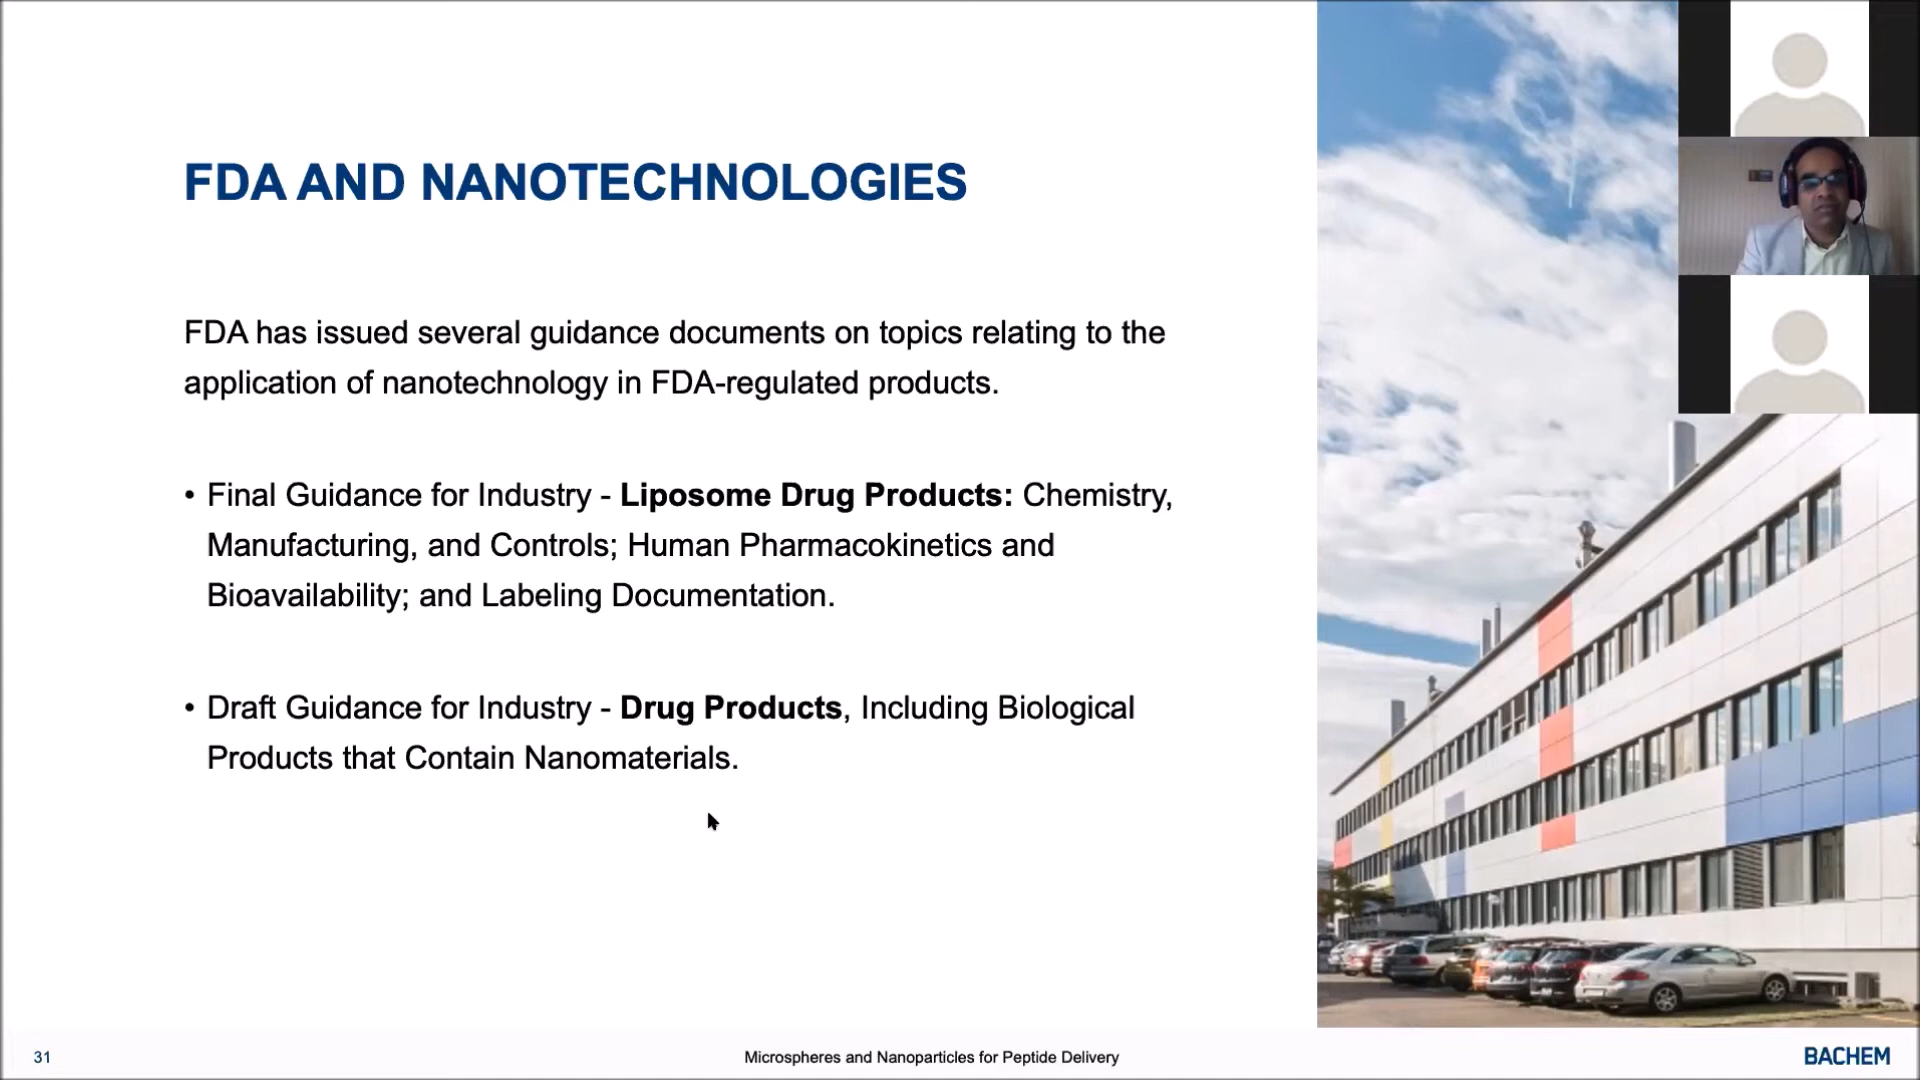 FDA AND NANOTECHNOLOGIES
FDA has issued several guidance documents on topics relating to the
application of nanotechnology in FDA-regulated products.
• Final Guidance for Industry - Liposome Drug Products: Chemistry,
Manufacturing, and Controls; Human Pharmacokinetics and
Bioavailability; and Labeling Documentation.
• Draft Guidance for Industry - Drug Products, Including Biological
Products that Contain Nanomaterials.
31
Microspheres and Nanoparticles for Peptide Delivery
BACHEM